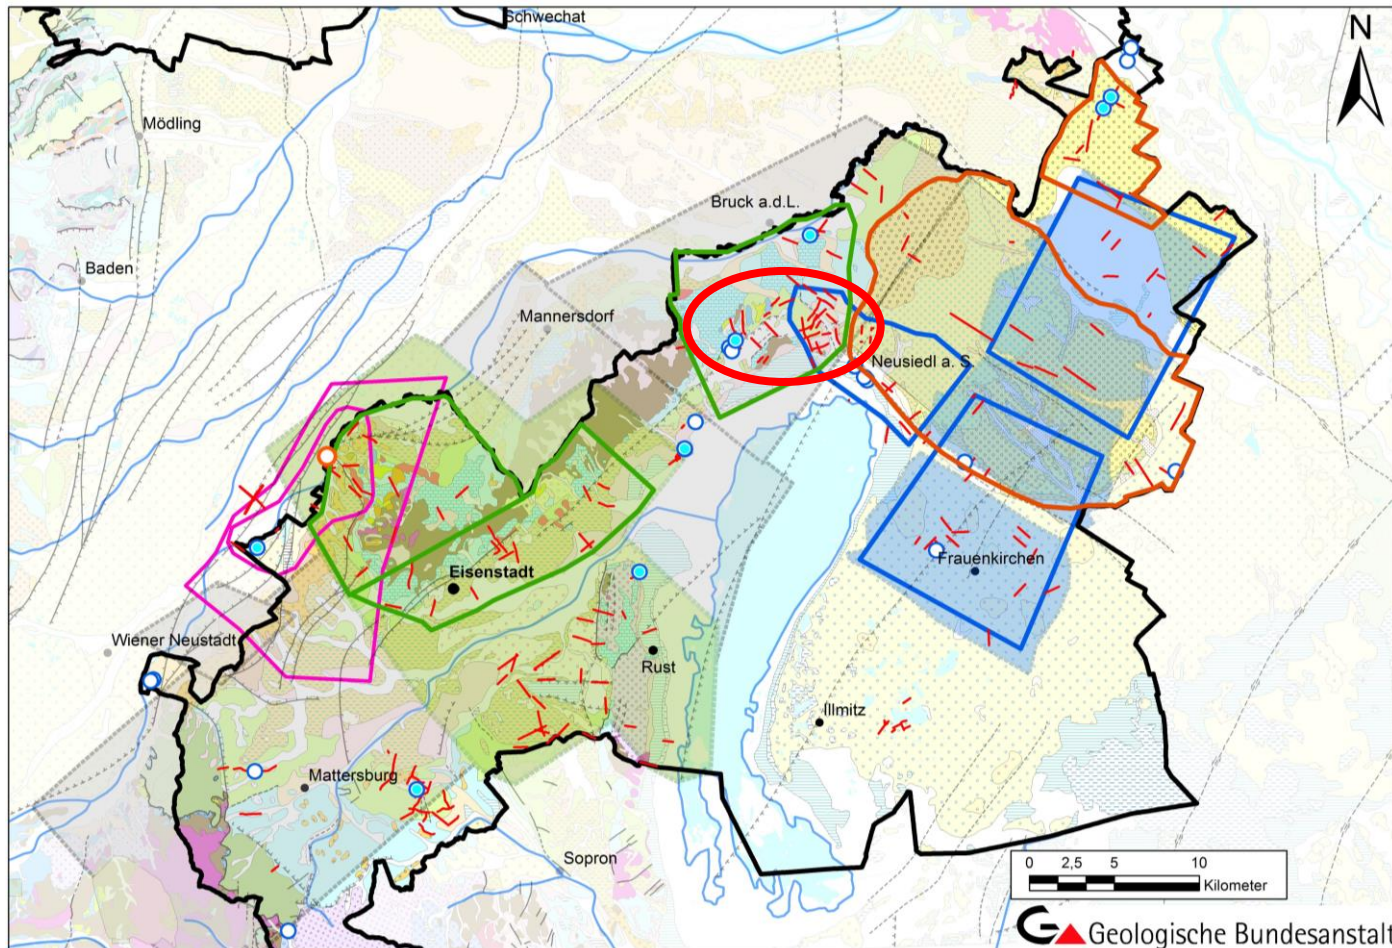 Schwechat
N
Mödling
Bruck a.d.L.
Baden
Mannersdorf
Neusiedl a. S.
Eisenstadt
Frauenkirchen
Wiener Neustadt
Rust
Illmitz
Mattersburg
Sopron
0 2,5 5 10
Kilometer
Geologische Bundesanstalt